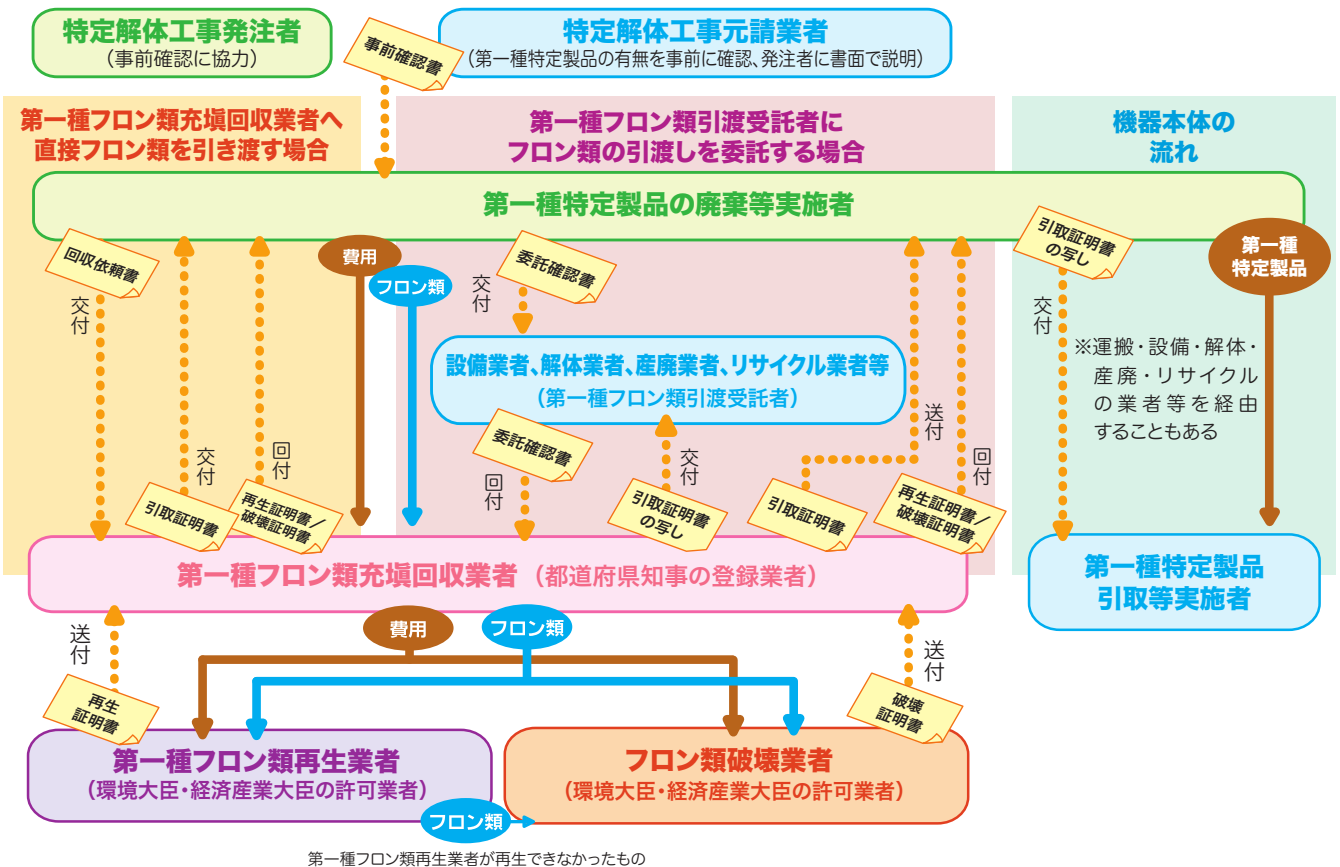 特定解体工事発注者
（事前確認に協力）
事前確認書
特定解体工事元請業者
（第一種特定製品の有無を事前に確認、発注者に書面で説明）
第一種フロン類充塡回収業者へ
直接フロン類を引き渡す場合
第一種フロン類引渡受託者に
フロン類の引渡しを委託する場合
機器本体の
流れ
第一種特定製品の廃棄等実施者
回収依頼書
交付
引取証明書
交付
再生証明書／
破壊証明書
回付
費用
フロン類
委託確認書
交付
設備業者、解体業者、産廃業者、リサイクル業者等
（第一種フロン類引渡受託者）
委託確認書
回付
引取証明書
の写し
交付
引取証明書
送付
再生証明書／
破壊証明書
回付
引取証明書
の写し
交付
第一種
特定製品
※運搬・設備・解体・
産廃・リサイクル
の業者等を経由
することもある
第一種フロン類充塡回収業者（都道府県知事の登録業者）
第一種特定製品
引取等実施者
送付
再生
証明書
費用
フロン類
送付
破壊
証明書
第一種フロン類再生業者
（環境大臣・経済産業大臣の許可業者）
フロン類破壊業者
（環境大臣・経済産業大臣の許可業者）
フロン類
第一種フロン類再生業者が再生できなかったもの